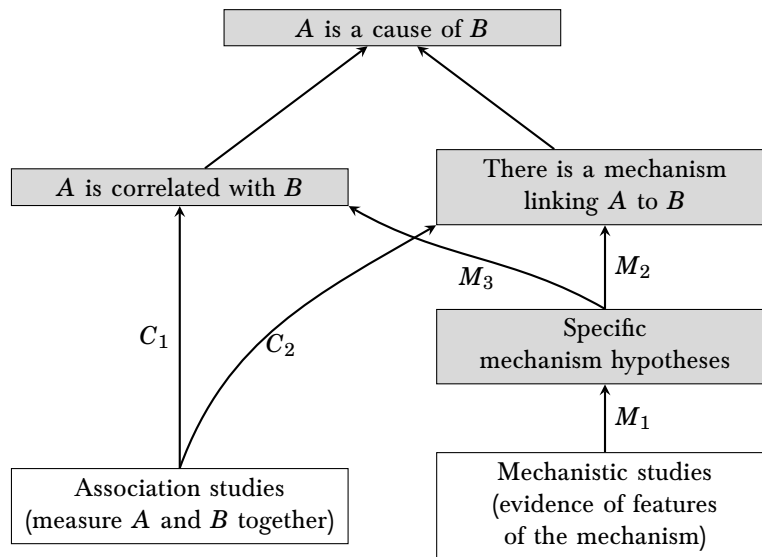 A is a cause of B
A is correlated with B
There is a mechanism
linking A to B
M₃
M₂
C₁
C₂
Specific
mechanism hypotheses
M₁
Association studies
(measure A and B together)
Mechanistic studies
(evidence of features
of the mechanism)